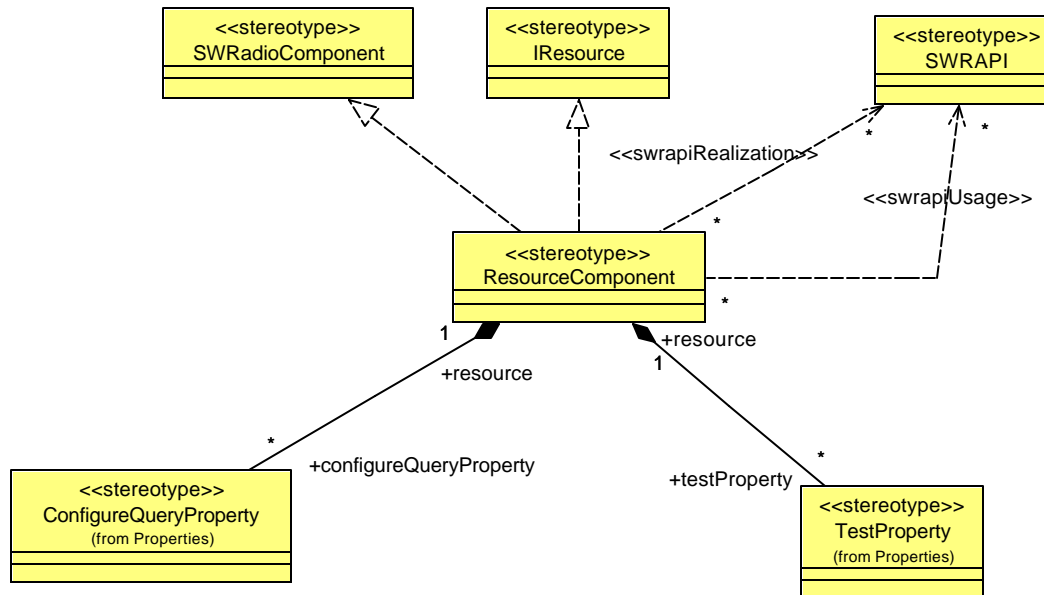 <<stereotype>>
SWRadioComponent
<<stereotype>>
IResource
<<stereotype>>
SWRAPI
*
*
<<swrapiRealization>>
<<swrapiUsage>>
*
<<stereotype>>
ResourceComponent
*
1
+resource
+resource
1
*
+configureQueryProperty
*
+testProperty
<<stereotype>>
ConfigureQueryProperty
(from Properties)
<<stereotype>>
TestProperty
(from Properties)